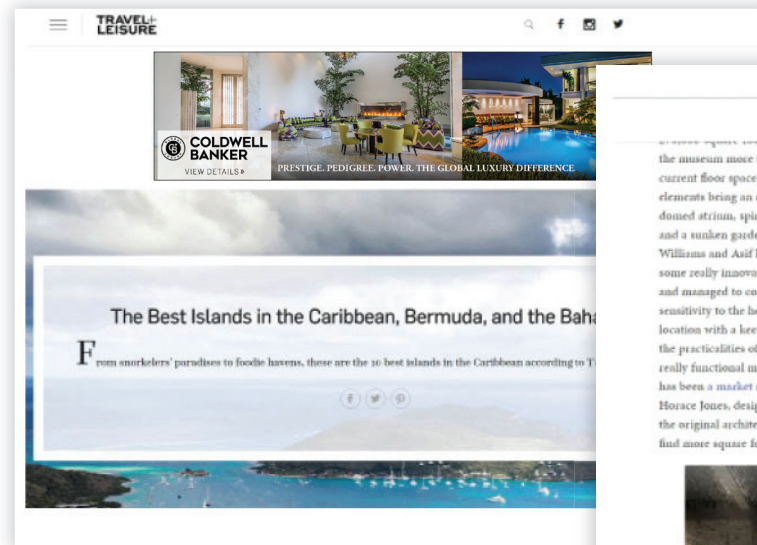 TRAVEL+
LEISURE
COLDWELL
BANKER
VIEW DETAILS »
PRESTIGE. PEDIGREE. POWER. THE GLOBAL LUXURY DIFFERENCE
The Best Islands in the Caribbean, Bermuda, and the Baha
From snorkelers' paradises to foodie havens, these are the 10 best islands in the Caribbean according to T
the museum more
current floor space
elements being an
domed atrium,
and a sunken garde
Williams and Asif
some really innova
and managed to
sensitivity to the
location with a
the practicalities of
really functional
has been a market
Horace Jones, desig
the original archite
find more square